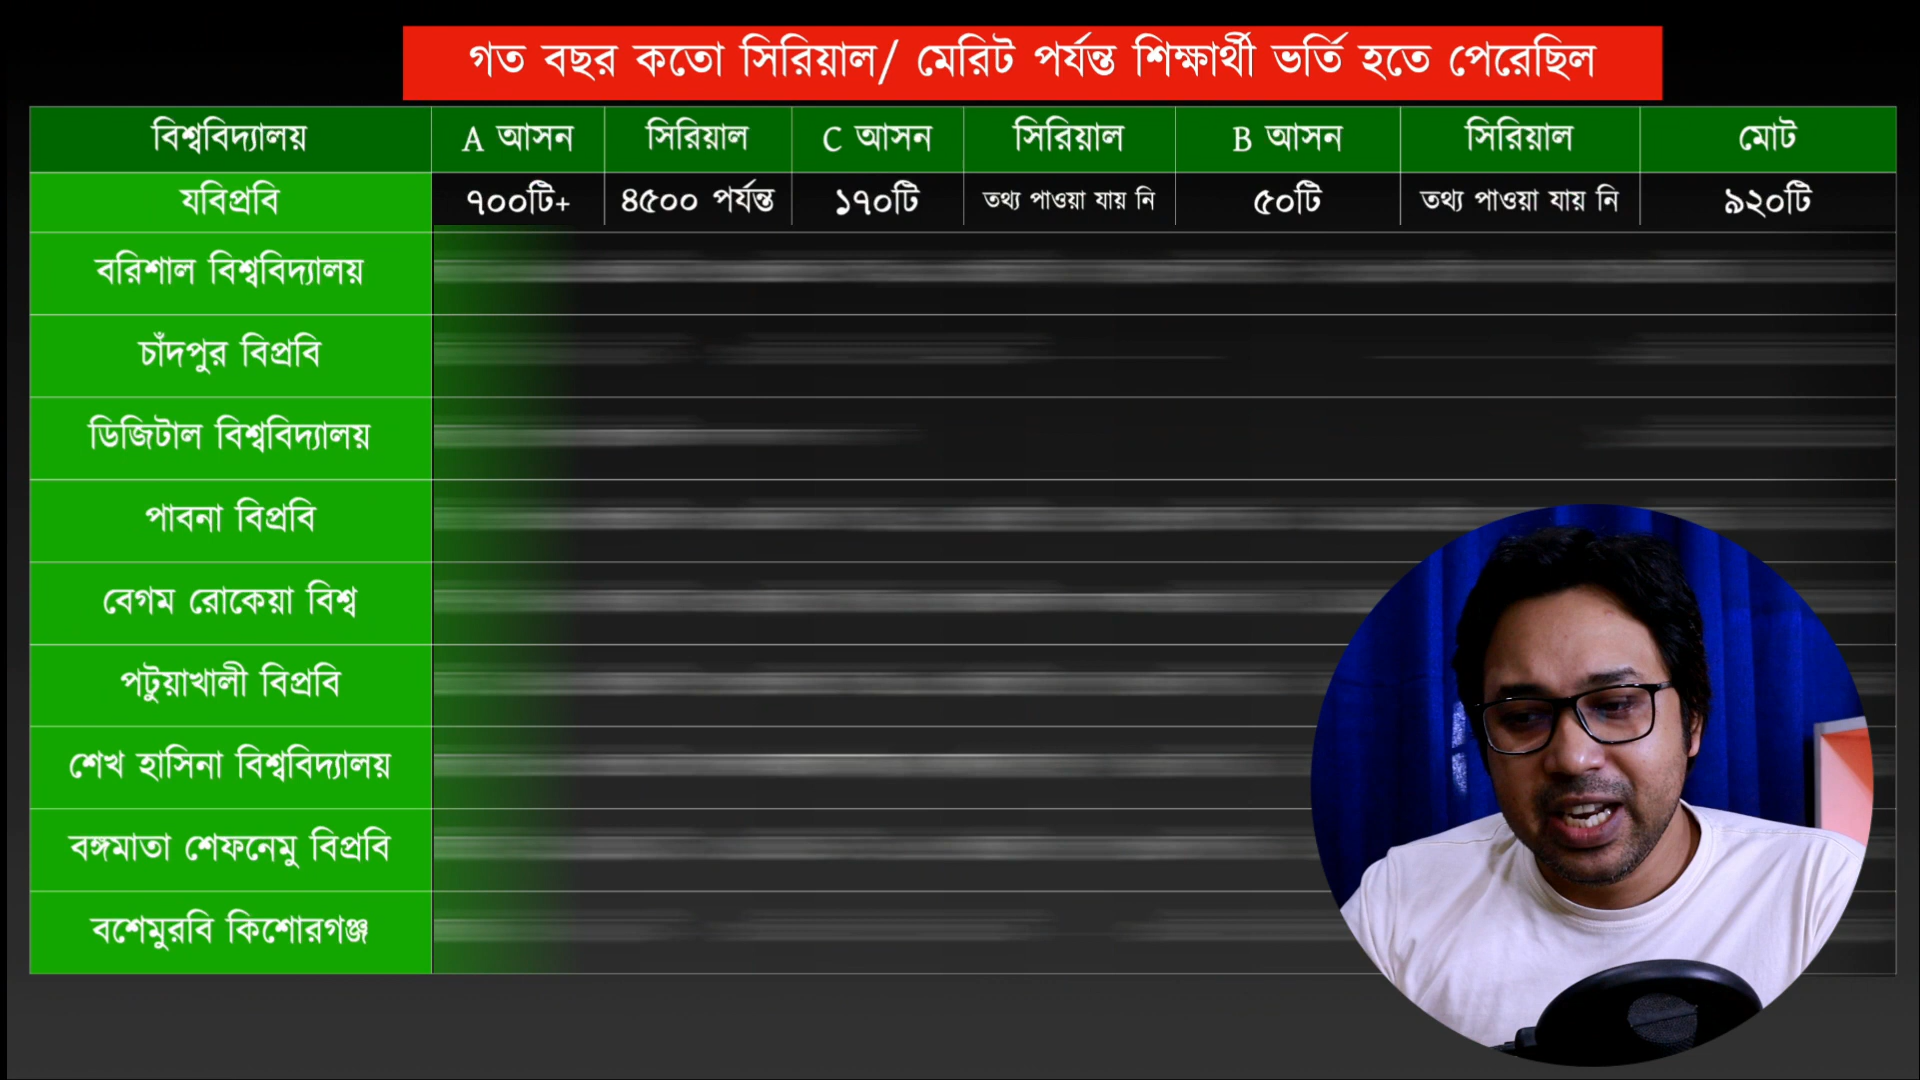 গত বছর কতো সিরিয়াল/ মেরিট পর্যন্ত শিক্ষার্থী ভর্তি হতে পেরেছিল
বিশ্ববিদ্যালয় A আসন সিরিয়াল C আসন সিরিয়াল B আসন সিরিয়াল মোট
যবিপ্রবি ৭০০টি+ ৪৫০০ পর্যন্ত ১৭০টি তথ্য পাওয়া যায় নি ৫০টি তথ্য পাওয়া যায় নি ৯২০টি
বরিশাল বিশ্ববিদ্যালয়
চাঁদপুর বিপ্রবি
ডিজিটাল বিশ্ববিদ্যালয়
পাবনা বিপ্রবি
বেগম রোকেয়া বিশ্ব
পটুয়াখালী বিপ্রবি
শেখ হাসিনা বিশ্ববিদ্যালয়
বঙ্গমাতা শেফনেমু বিপ্রবি
বশেমুরবি কিশোরগঞ্জ